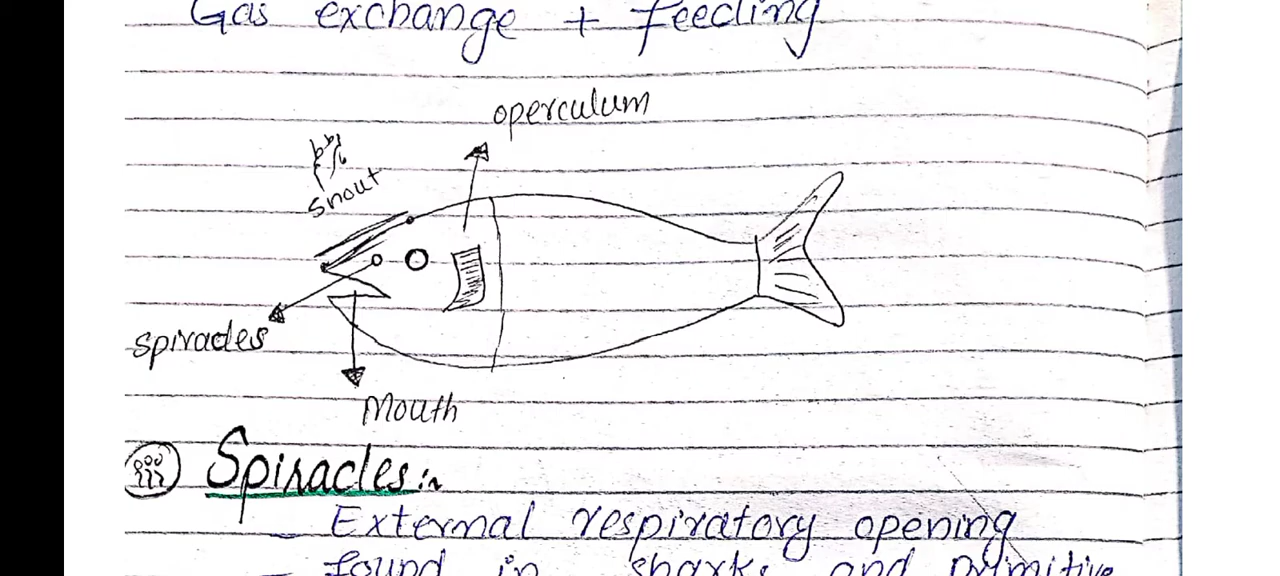 Gas exchange + feeding
operculum
Snout
spiracles
Mouth
(iii) Spiracles:~
- External respiratory opening
- found in sharks and primitive